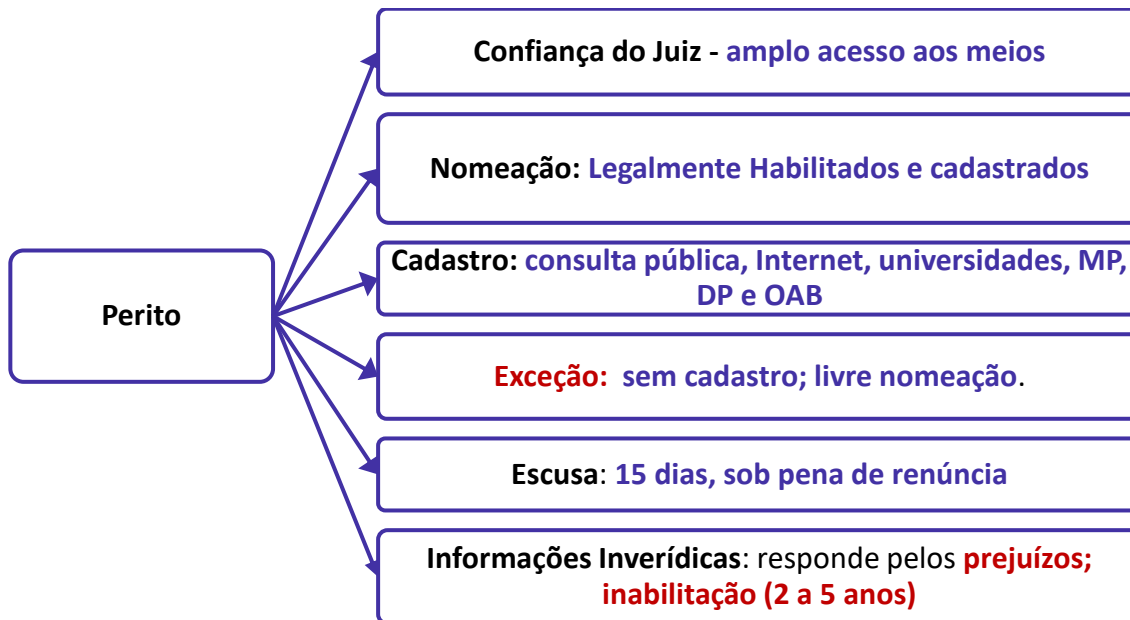 Confiança do Juiz - amplo acesso aos meios
Nomeação: Legalmente Habilitados e cadastrados
Cadastro: consulta pública, Internet, universidades, MP,
DP e OAB
Perito
Exceção: sem cadastro; livre nomeação.
Escusa: 15 dias, sob pena de renúncia
Informações Inverídicas: responde pelos prejuízos;
inabilitação (2 a 5 anos)